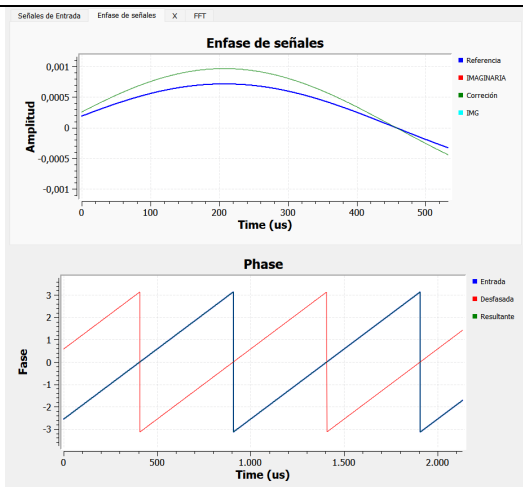 Señales de Entrada Enfase de señales X FFT
Enfase de señales
Amplitud
0,001
0,0005
0
-0,0005
-0,001
0 100 200 300 400 500
Time (us)
Referencia
IMAGINARIA
Correción
IMG
Phase
Fase
3
2
1
0
-1
-2
-3
0 500 1.000 1.500 2.000
Time (us)
Entrada
Desfasada
Resultante